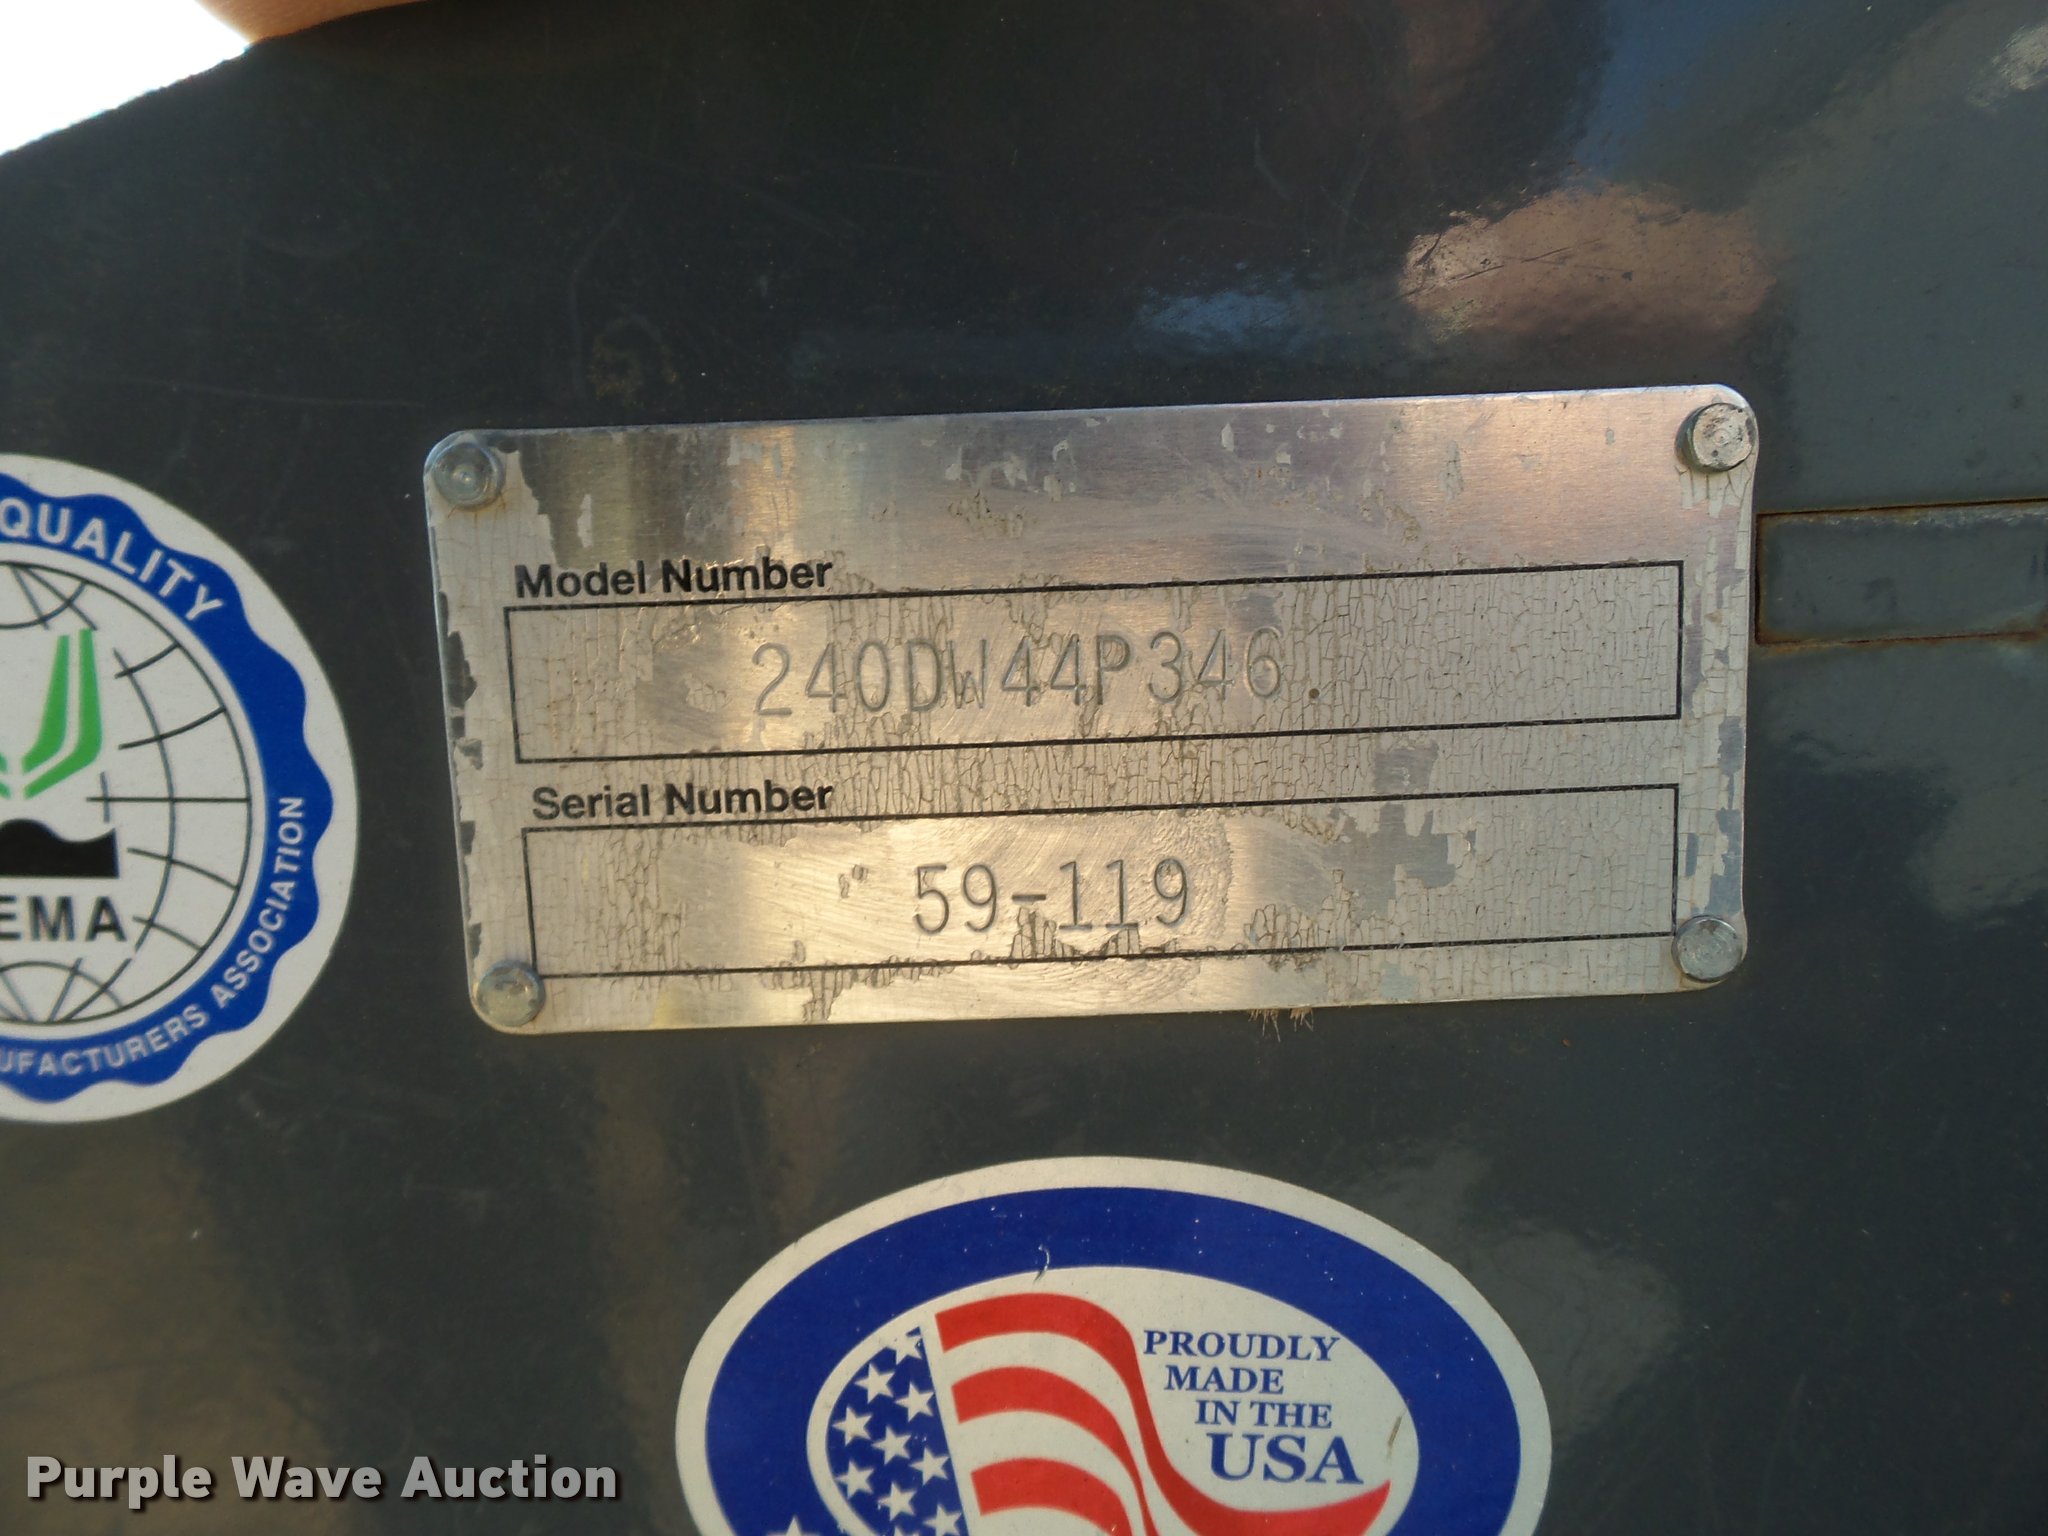 QUALITY
EMA
UFACTURERS ASSOCIATION
Model Number
240DW44P346
Serial Number
59-119
PROUDLY
MADE
IN THE
USA
Purple Wave Auction